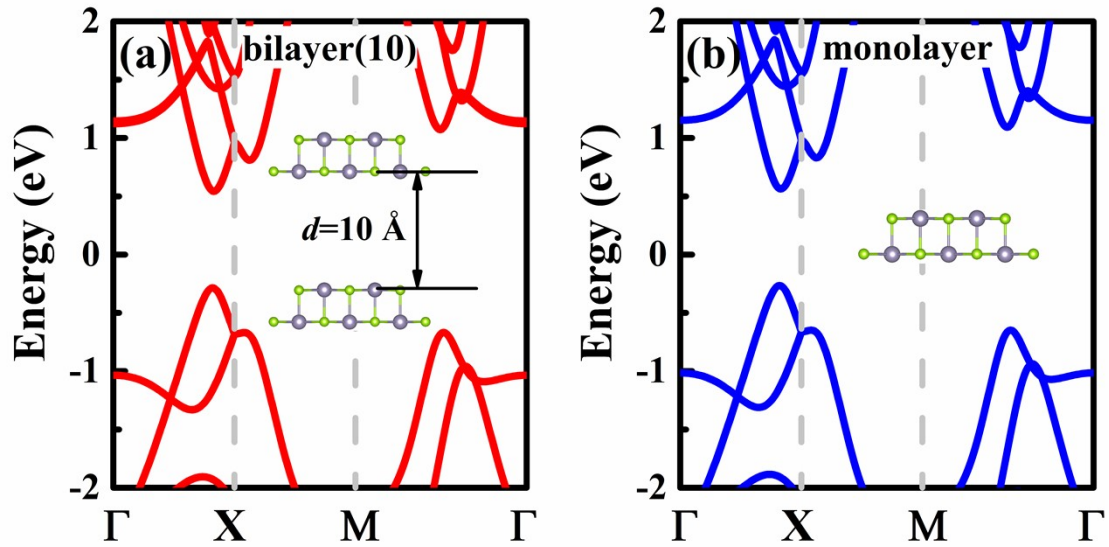 (a) bilayer(10)
Energy (eV)
2
1
0
-1
-2
d=10 Å
Γ X M Γ
(b) monolayer
Energy (eV)
2
1
0
-1
-2
Γ X M Γ